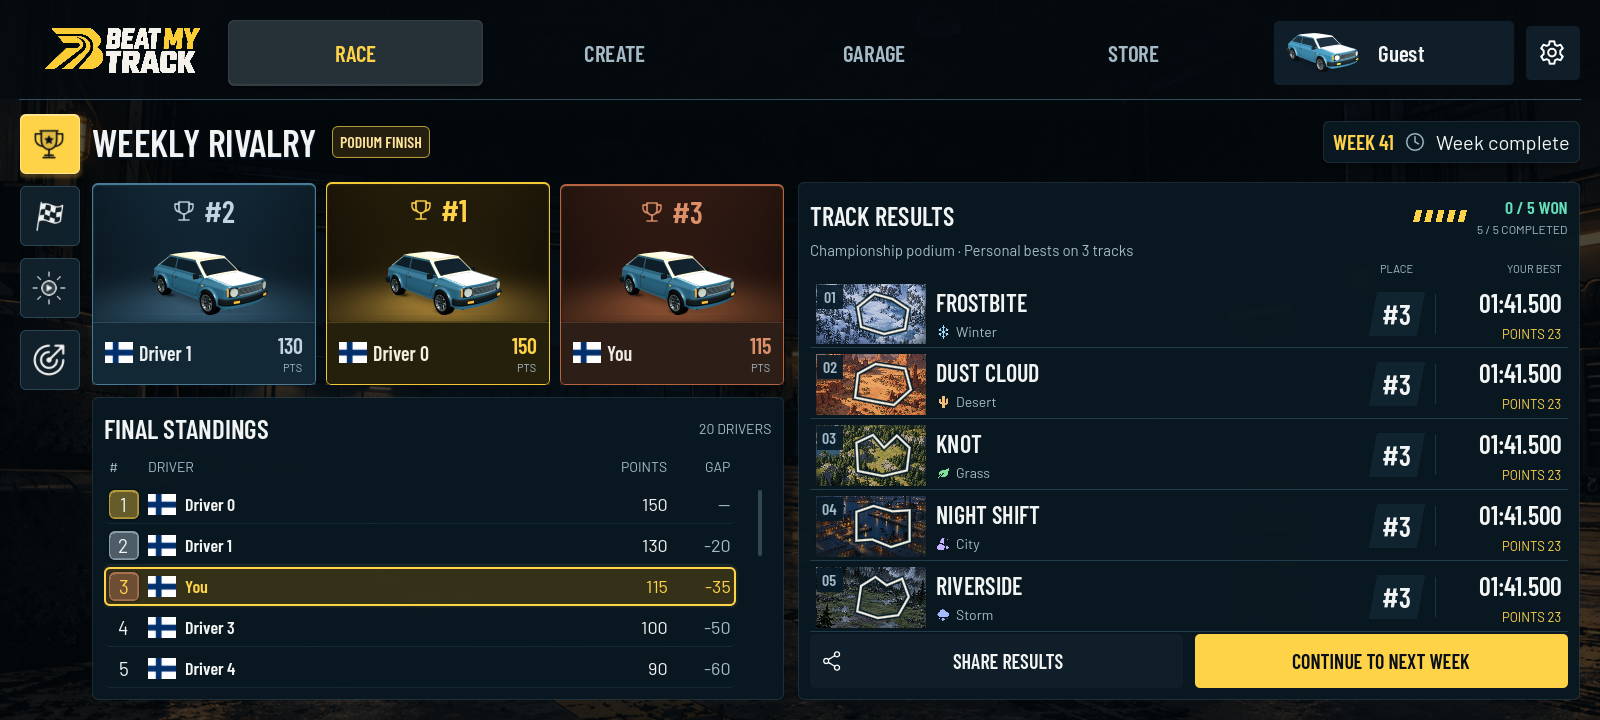 BEAT MY TRACK
RACE
CREATE
GARAGE
STORE
Guest
WEEKLY RIVALRY
PODIUM FINISH
WEEK 41
Week complete
#2
Driver 1
130
PTS
#1
Driver 0
150
PTS
#3
You
115
PTS
FINAL STANDINGS
20 DRIVERS
# DRIVER POINTS GAP
1 Driver 0 150 —
2 Driver 1 130 -20
3 You 115 -35
4 Driver 3 100 -50
5 Driver 4 90 -60
TRACK RESULTS
0 / 5 WON
5 / 5 COMPLETED
Championship podium · Personal bests on 3 tracks
PLACE YOUR BEST
01 FROSTBITE #3 01:41.500
Winter POINTS 23
02 DUST CLOUD #3 01:41.500
Desert POINTS 23
03 KNOT #3 01:41.500
Grass POINTS 23
04 NIGHT SHIFT #3 01:41.500
City POINTS 23
05 RIVERSIDE #3 01:41.500
Storm POINTS 23
SHARE RESULTS
CONTINUE TO NEXT WEEK